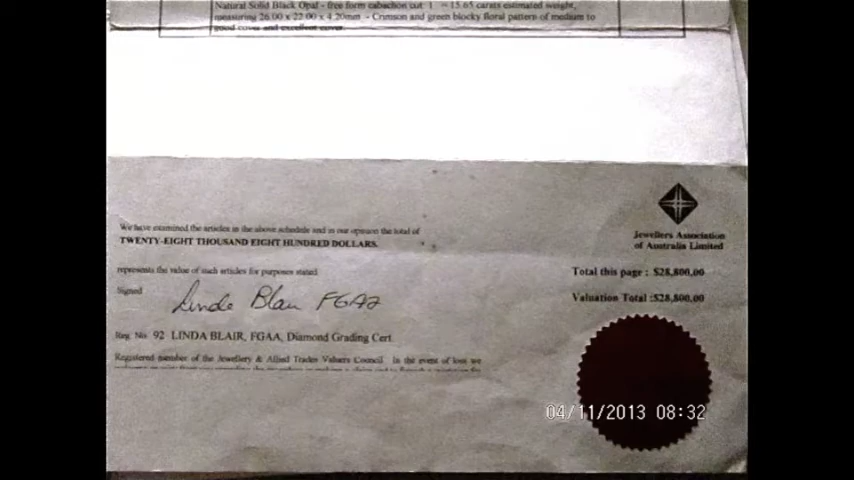 Natural Solid Black Opal - free form cabachon cut: 1 = 15.65 carats estimated weight,
measuring 26.00 x 22.00 x 4.20mm - Crimson and green blocky floral pattern of medium to
good cover and excellent cover.
Jewellers Association
of Australia Limited
We have examined the articles in the above schedule and in our opinion the total of
TWENTY-EIGHT THOUSAND EIGHT HUNDRED DOLLARS.
represents the value of such articles for purposes stated
Total this page : $28,800.00
Valuation Total :$28,800.00
Signed Linda Blair FGAA
Reg. No. 92 LINDA BLAIR, FGAA, Diamond Grading Cert.
Registered member of the Jewellery & Allied Trades Valuers Council. In the event of loss we
04/11/2013 08:32